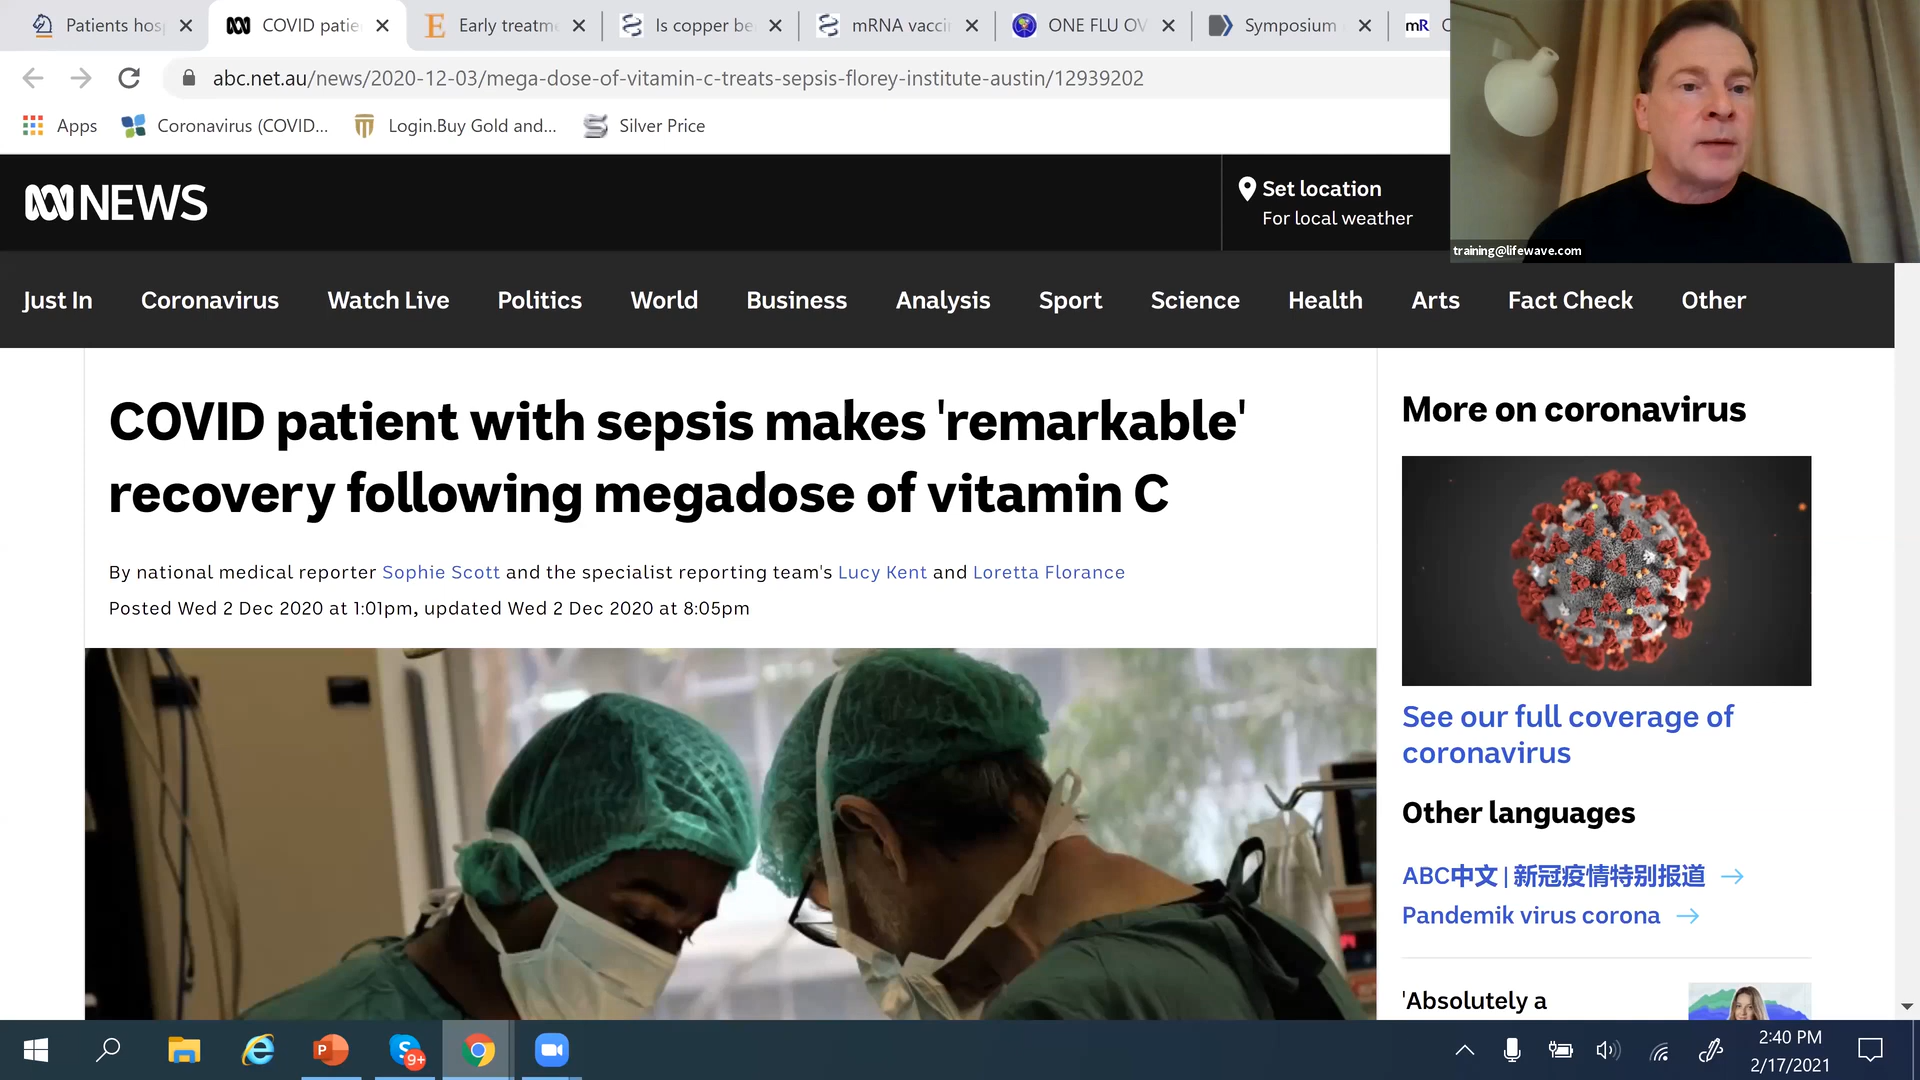 Patients hos
COVID patie
Early treatm
Is copper be
mRNA vacci
ONE FLU OV
Symposium
mR
abc.net.au/news/2020-12-03/mega-dose-of-vitamin-c-treats-sepsis-florey-institute-austin/12939202
Apps
Coronavirus (COVID...
Login.Buy Gold and...
Silver Price
training@lifewave.com
NEWS
Set location
For local weather
Just In
Coronavirus
Watch Live
Politics
World
Business
Analysis
Sport
Science
Health
Arts
Fact Check
Other
COVID patient with sepsis makes 'remarkable'
recovery following megadose of vitamin C
By national medical reporter Sophie Scott and the specialist reporting team's Lucy Kent and Loretta Florance
Posted Wed 2 Dec 2020 at 1:01pm, updated Wed 2 Dec 2020 at 8:05pm
More on coronavirus
See our full coverage of
coronavirus
Other languages
ABC中文 | 新冠疫情特别报道
Pandemik virus corona
'Absolutely a
9+
2:40 PM
2/17/2021